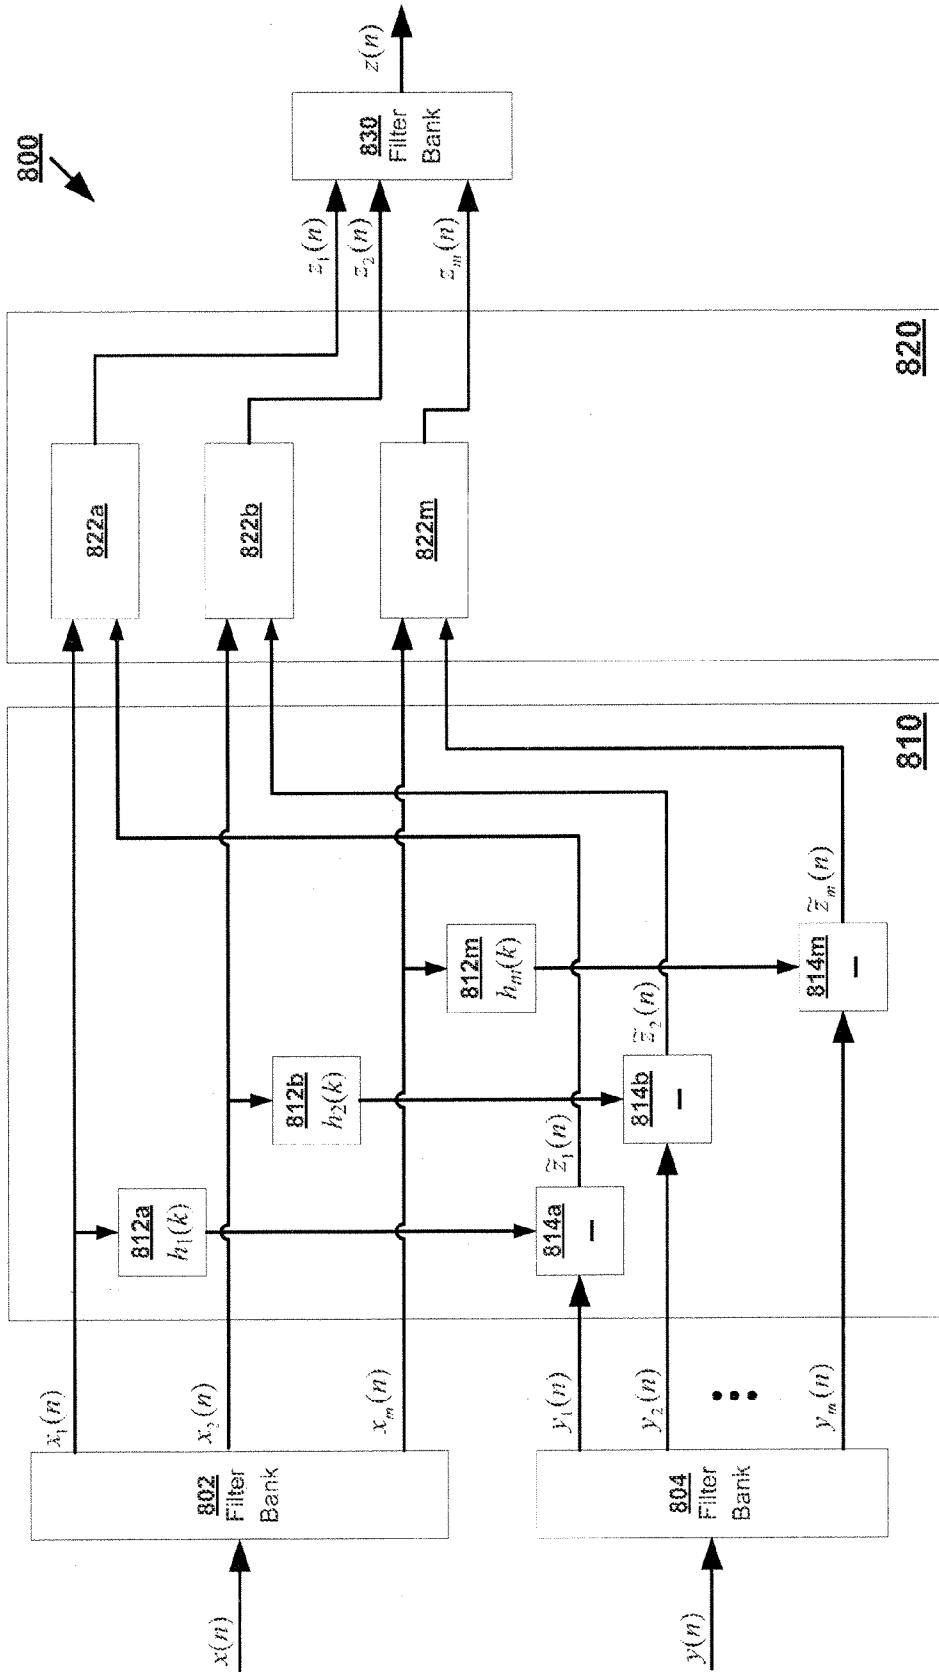 800
x(n)
802
Filter
Bank
x₁(n)
x₂(n)
xₘ(n)
y(n)
804
Filter
Bank
y₁(n)
y₂(n)
•••
yₘ(n)
810
812a
h₁(k)
812b
h₂(k)
812m
hₘ(k)
814a
–
z̃₁(n)
814b
–
z̃₂(n)
814m
–
z̃ₘ(n)
820
822a
822b
822m
z₁(n)
z₂(n)
zₘ(n)
830
Filter
Bank
z(n)